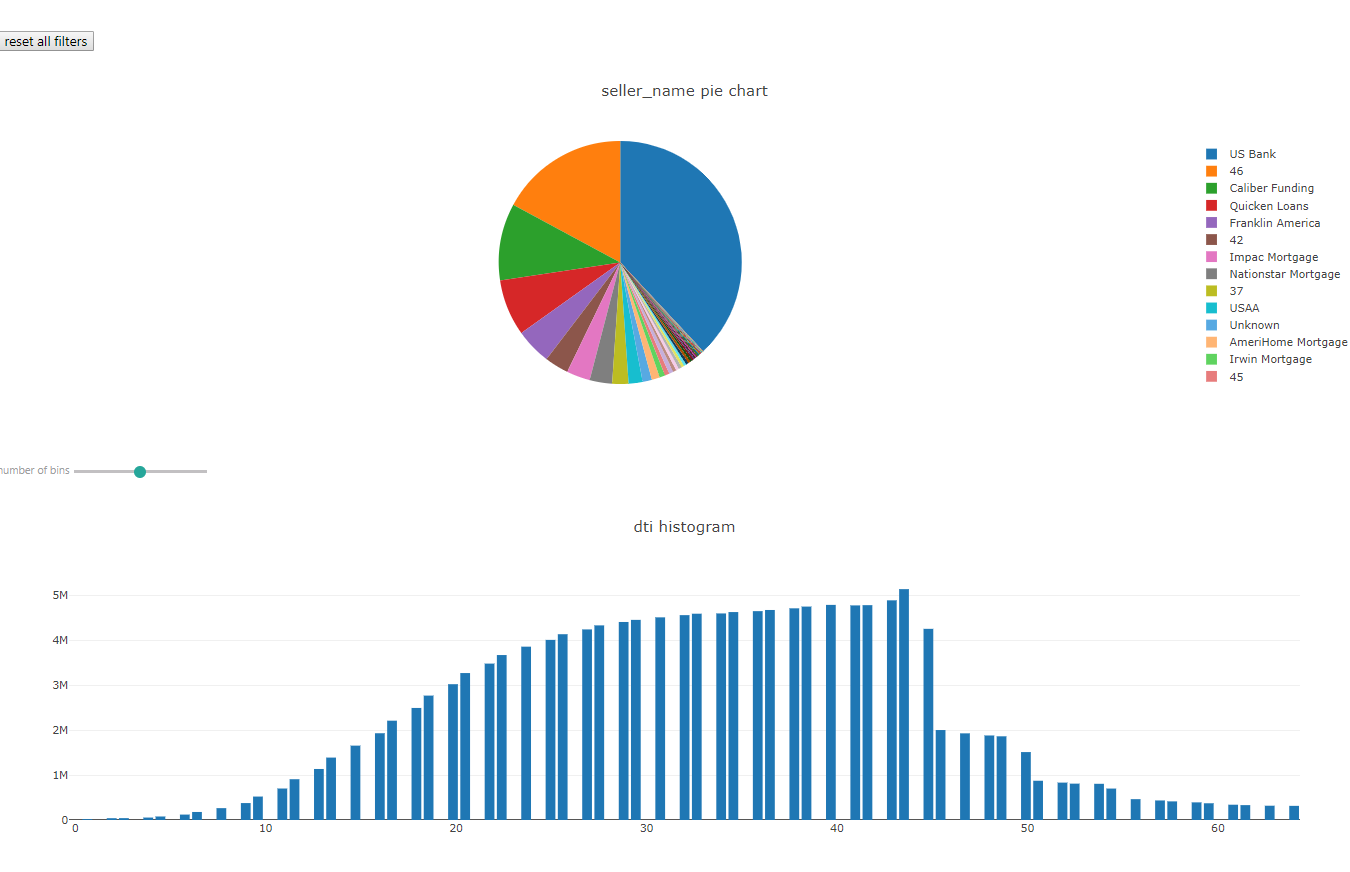 reset all filters
seller_name pie chart
US Bank
46
Caliber Funding
Quicken Loans
Franklin America
42
Impac Mortgage
Nationstar Mortgage
37
USAA
Unknown
AmeriHome Mortgage
Irwin Mortgage
45
number of bins
dti histogram
5M
4M
3M
2M
1M
0
0 10 20 30 40 50 60